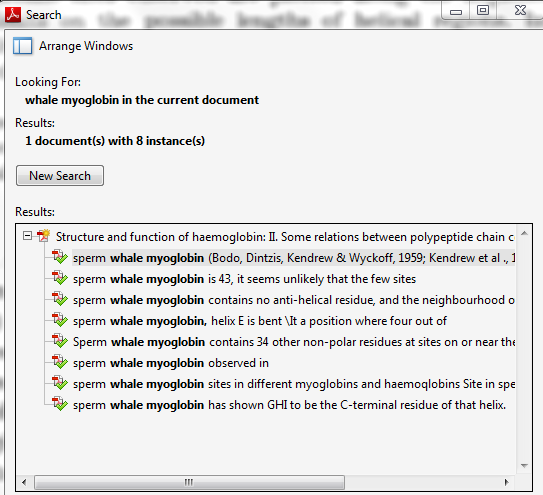 on the possible lengths of helical regions.
Search
Arrange Windows
Looking For:
whale myoglobin in the current document
Results:
1 document(s) with 8 instance(s)
New Search
Results:
Structure and function of haemoglobin: II. Some relations between polypeptide chain c
sperm whale myoglobin (Bodo, Dintzis, Kendrew & Wyckoff, 1959; Kendrew et al ., 1
sperm whale myoglobin is 43, it seems unlikely that the few sites
sperm whale myoglobin contains no anti-helical residue, and the neighbourhood o
sperm whale myoglobin, helix E is bent \It a position where four out of
Sperm whale myoglobin contains 34 other non-polar residues at sites on or near the
sperm whale myoglobin observed in
sperm whale myoglobin sites in different myoglobins and haemoqlobins Site in spe
sperm whale myoglobin has shown GHI to be the C-terminal residue of that helix.